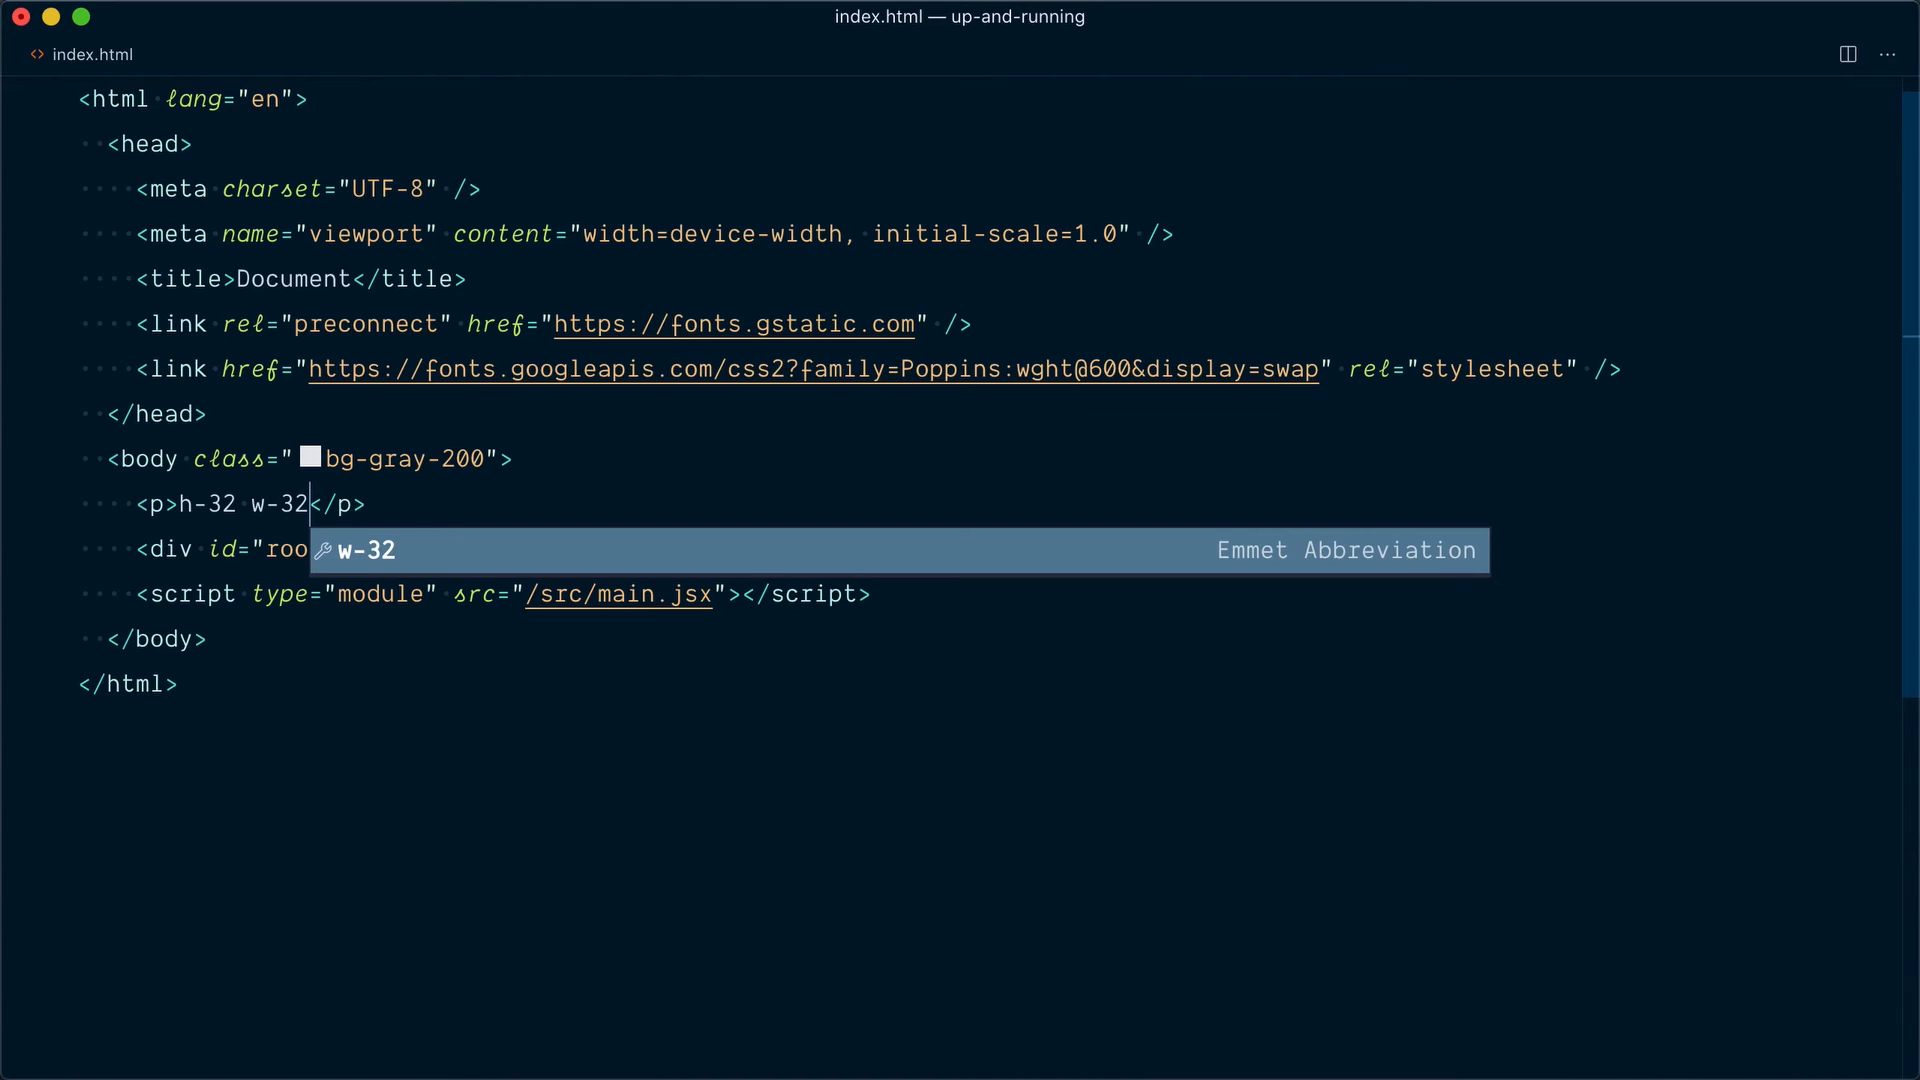 index.html — up-and-running
<> index.html
<html lang="en">
<head>
<meta charset="UTF-8" />
<meta name="viewport" content="width=device-width, initial-scale=1.0" />
<title>Document</title>
<link rel="preconnect" href="https://fonts.gstatic.com" />
<link href="https://fonts.googleapis.com/css2?family=Poppins:wght@600&display=swap" rel="stylesheet" />
</head>
<body class="bg-gray-200">
<p>h-32 w-32</p>
<div id="roo
w-32 Emmet Abbreviation
<script type="module" src="/src/main.jsx"></script>
</body>
</html>